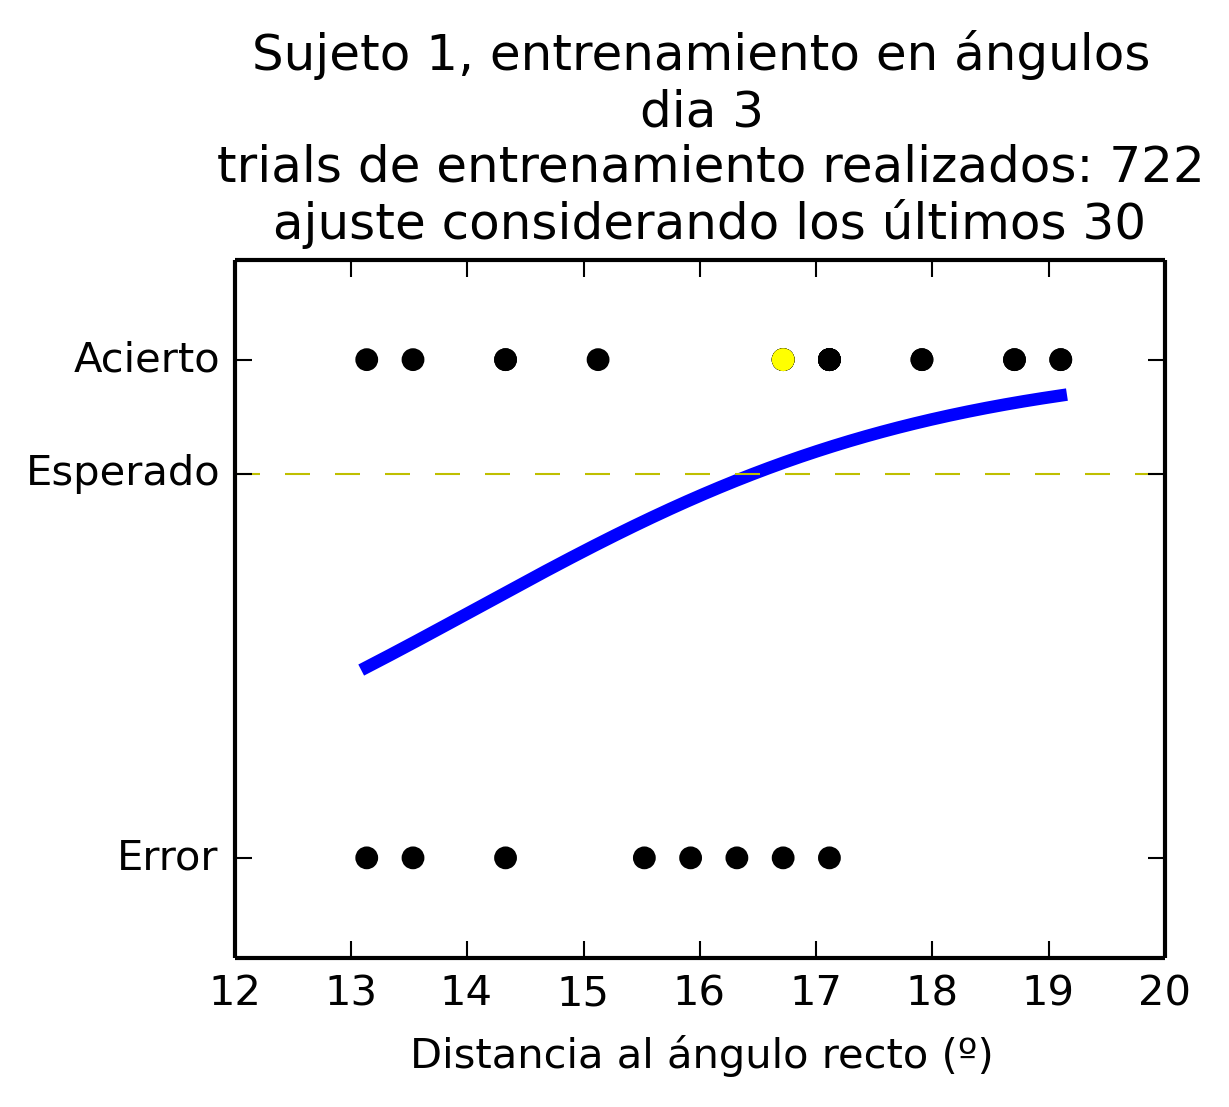 Sujeto 1, entrenamiento en ángulos
dia 3
trials de entrenamiento realizados: 722
ajuste considerando los últimos 30
Acierto
Esperado
Error
12 13 14 15 16 17 18 19 20
Distancia al ángulo recto (º)